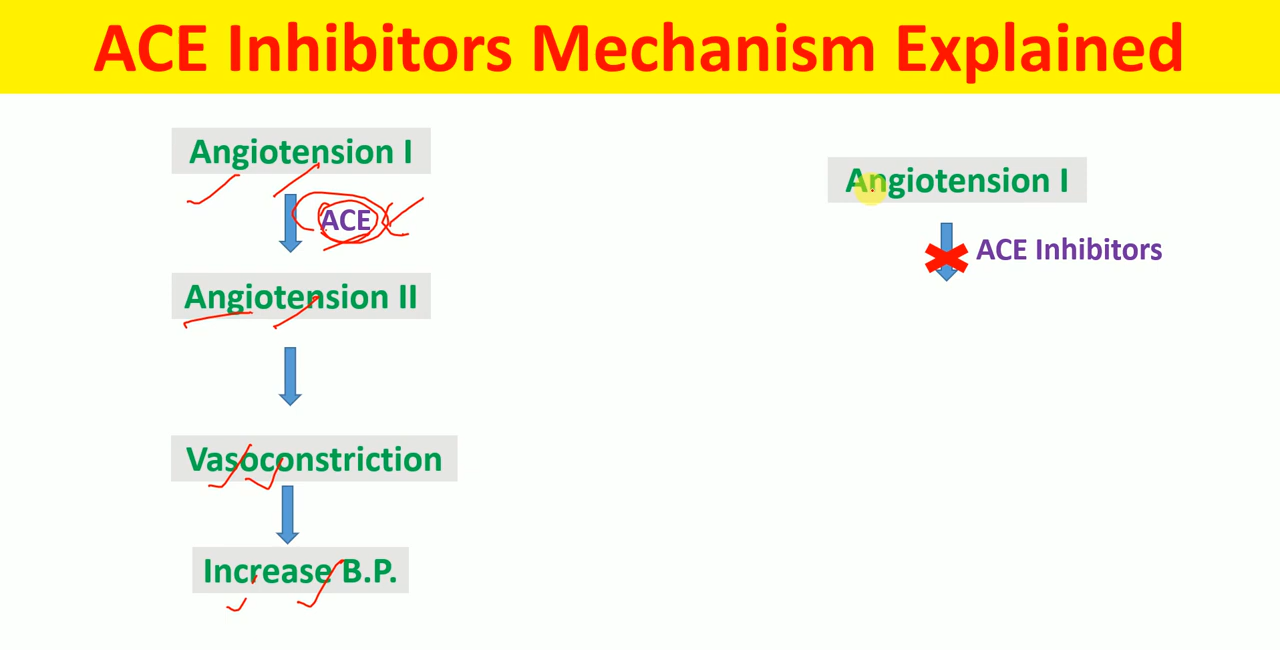 ACE Inhibitors Mechanism Explained
Angiotension I
ACE
Angiotension II
Vasoconstriction
Increase B.P.
Angiotension I
ACE Inhibitors